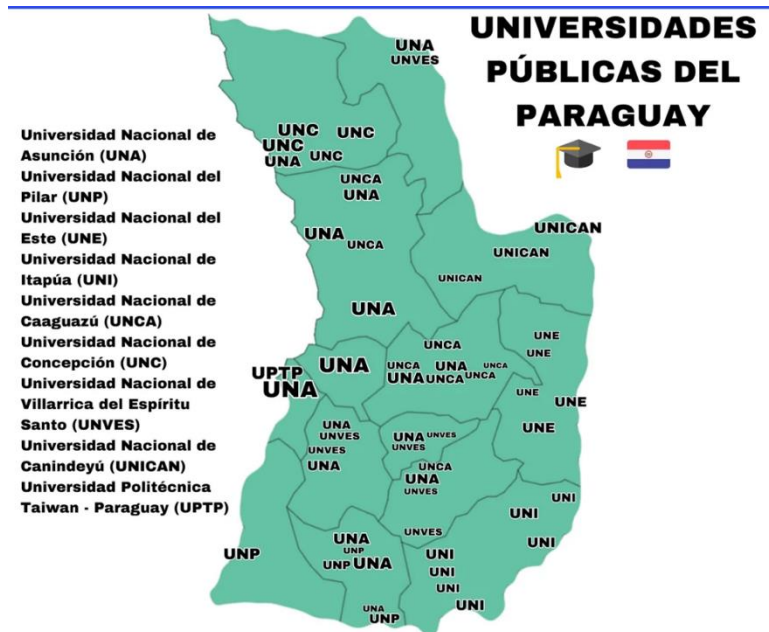 UNIVERSIDADES
PÚBLICAS DEL
PARAGUAY
Universidad Nacional de
Asunción (UNA)
Universidad Nacional del
Pilar (UNP)
Universidad Nacional del
Este (UNE)
Universidad Nacional de
Itapúa (UNI)
Universidad Nacional de
Caaguazú (UNCA)
Universidad Nacional de
Concepción (UNC)
Universidad Nacional de
Villarrica del Espíritu
Santo (UNVES)
Universidad Nacional de
Canindeyú (UNICAN)
Universidad Politécnica
Taiwan - Paraguay (UPTP)
UNA
UNVES
UNC UNC
UNC
UNA UNC
UNCA
UNA
UNA
UNCA
UNICAN
UNICAN
UNICAN
UNA
UNE
UNE
UNCA
UNCA UNA UNCA
UNA UNCA UNCA
UPTP
UNA
UNA
UNE
UNE
UNE
UNA
UNVES
UNVES
UNA
UNA UNVES
UNVES
UNCA
UNA
UNVES
UNI
UNI
UNI
UNVES
UNP
UNA
UNP
UNP UNA
UNI
UNI
UNI
UNI
UNA
UNP